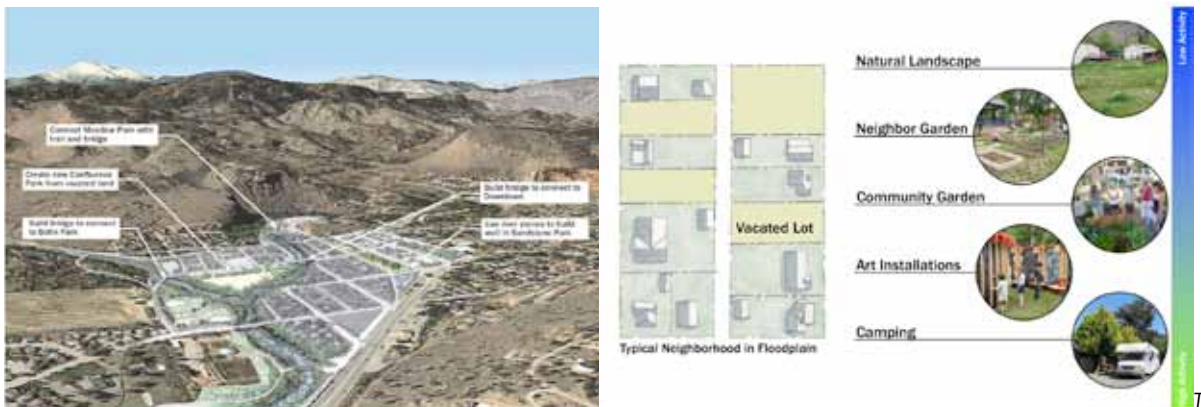 Connect Meadow Park with
trail and bridge
Create new Confluence
Park from vacated land
Build bridge to connect
to Bohn Park
Build bridge to connect to
Downtown
Use river stones to build
wall in Sandstone Park
Vacated Lot
Typical Neighborhood in Floodplain
Natural Landscape
Neighbor Garden
Community Garden
Art Installations
Camping
Low Activity
High Activity